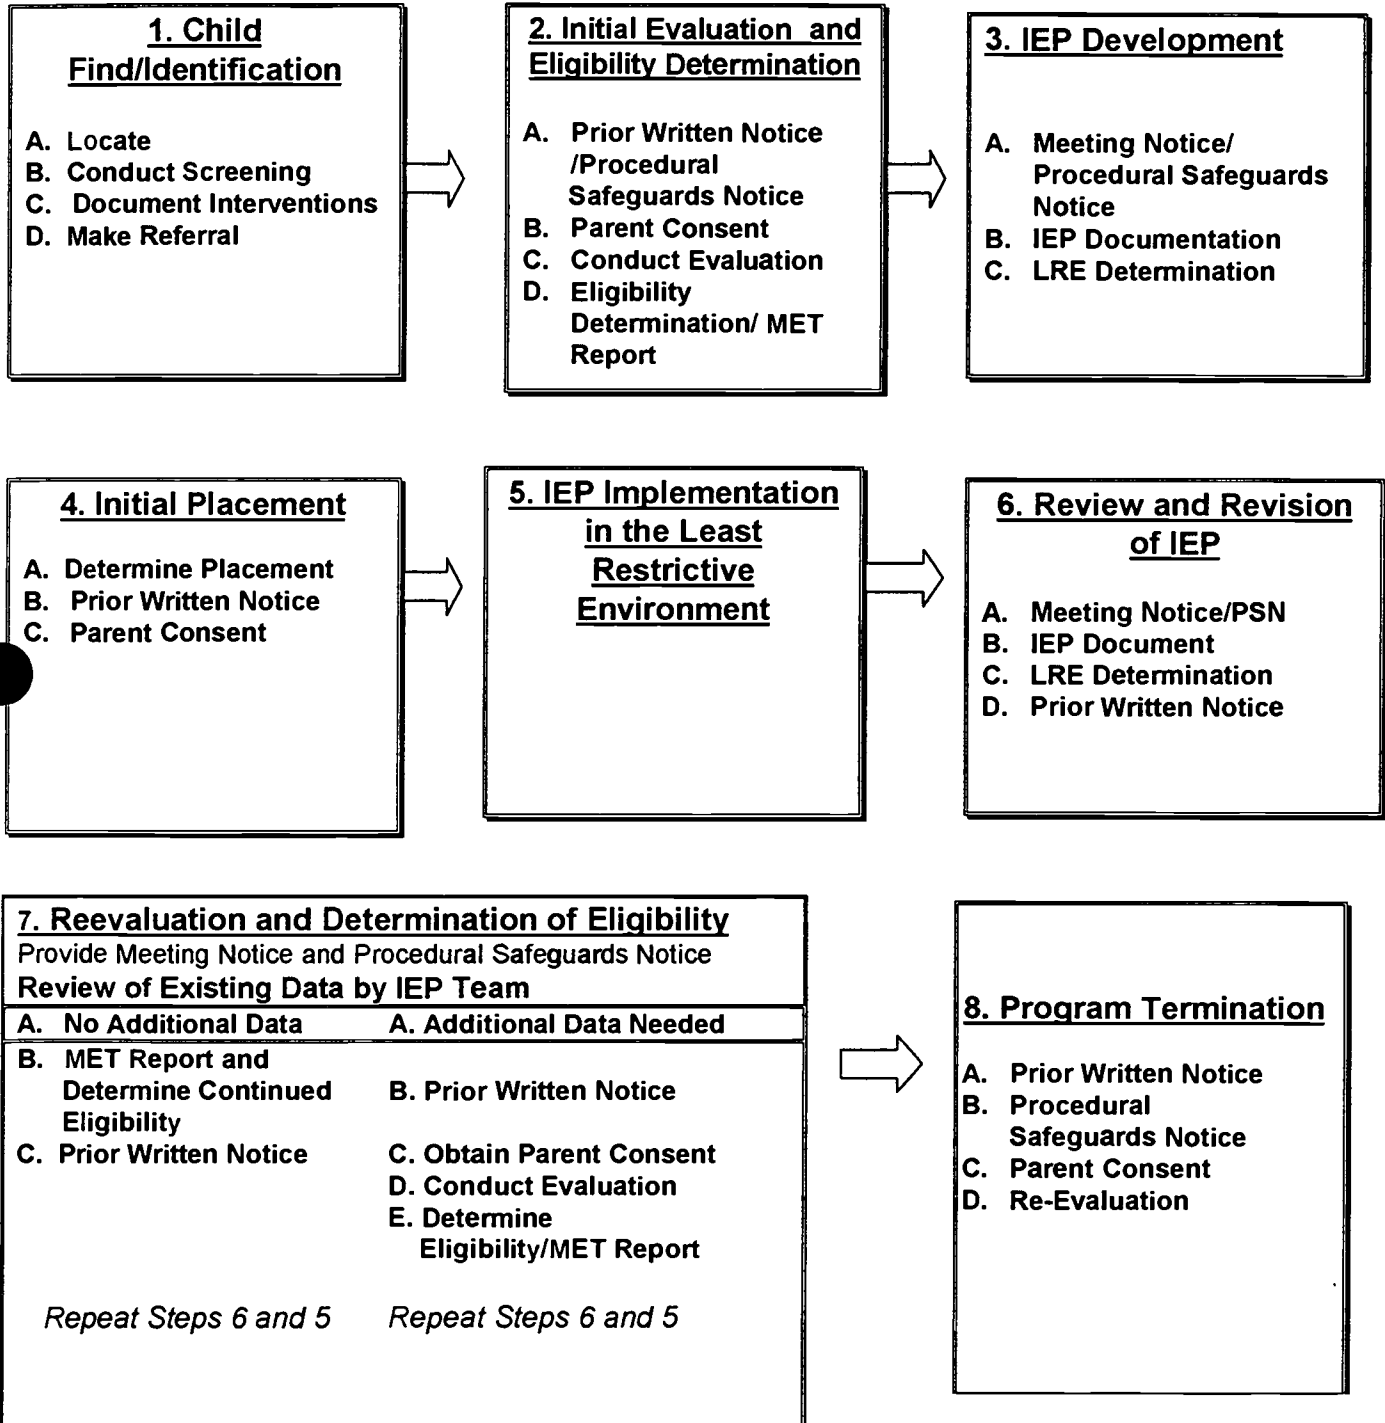 1. Child
Find/Identification
A. Locate
B. Conduct Screening
C. Document Interventions
D. Make Referral
2. Initial Evaluation and
Eligibility Determination
A. Prior Written Notice
/Procedural
Safeguards Notice
B. Parent Consent
C. Conduct Evaluation
D. Eligibility
Determination/ MET
Report
3. IEP Development
A. Meeting Notice/
Procedural Safeguards
Notice
B. IEP Documentation
C. LRE Determination
4. Initial Placement
A. Determine Placement
B. Prior Written Notice
C. Parent Consent
5. IEP Implementation
in the Least
Restrictive
Environment
6. Review and Revision
of IEP
A. Meeting Notice/PSN
B. IEP Document
C. LRE Determination
D. Prior Written Notice
7. Reevaluation and Determination of Eligibility
Provide Meeting Notice and Procedural Safeguards Notice
Review of Existing Data by IEP Team
A. No Additional Data
B. MET Report and
Determine Continued
Eligibility
C. Prior Written Notice
Repeat Steps 6 and 5
A. Additional Data Needed
B. Prior Written Notice
C. Obtain Parent Consent
D. Conduct Evaluation
E. Determine
Eligibility/MET Report
Repeat Steps 6 and 5
8. Program Termination
A. Prior Written Notice
B. Procedural
Safeguards Notice
C. Parent Consent
D. Re-Evaluation